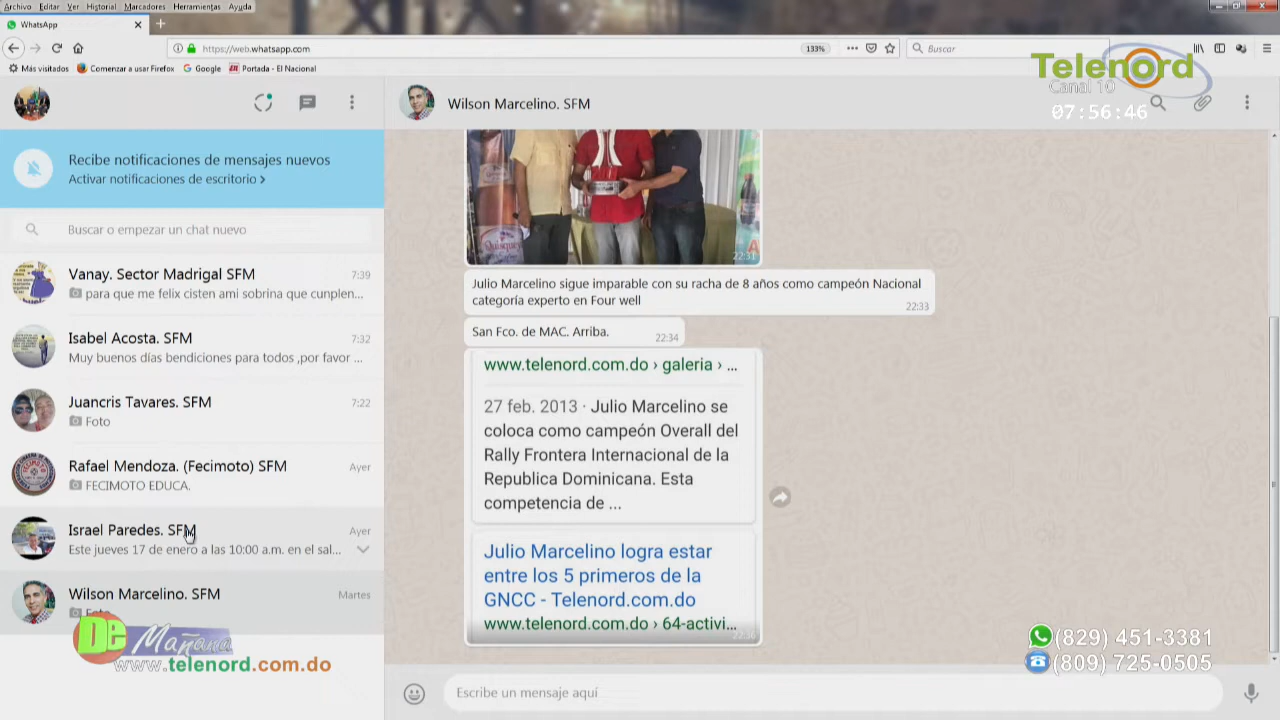 Archivo Editar Ver Historial Marcadores Herramientas Ayuda
WhatsApp
https://web.whatsapp.com
133%
Buscar
Más visitados Comenzar a usar Firefox Google Portada - El Nacional
Telenord
Canal 10
07:56:46
Wilson Marcelino. SFM
Recibe notificaciones de mensajes nuevos
Activar notificaciones de escritorio >
Buscar o empezar un chat nuevo
Vanay. Sector Madrigal SFM 7:39
para que me felix cisten ami sobrina que cunplen...
Isabel Acosta. SFM 7:32
Muy buenos días bendiciones para todos ,por favor ...
Juancris Tavares. SFM 7:22
Foto
Rafael Mendoza. (Fecimoto) SFM Ayer
FECIMOTO EDUCA.
Israel Paredes. SFM Ayer
Este jueves 17 de enero a las 10:00 a.m. en el sal...
Wilson Marcelino. SFM Martes
Foto
De Mañana
www.telenord.com.do
Quisqueya
22:31
Julio Marcelino sigue imparable con su racha de 8 años como campeón Nacional
categoría experto en Four well
22:33
San Fco. de MAC. Arriba. 22:34
www.telenord.com.do › galeria › ...
27 feb. 2013 · Julio Marcelino se
coloca como campeón Overall del
Rally Frontera Internacional de la
Republica Dominicana. Esta
competencia de ...
Julio Marcelino logra estar
entre los 5 primeros de la
GNCC - Telenord.com.do
www.telenord.com.do › 64-activi...
22:36
(829) 451-3381
(809) 725-0505
Escribe un mensaje aquí